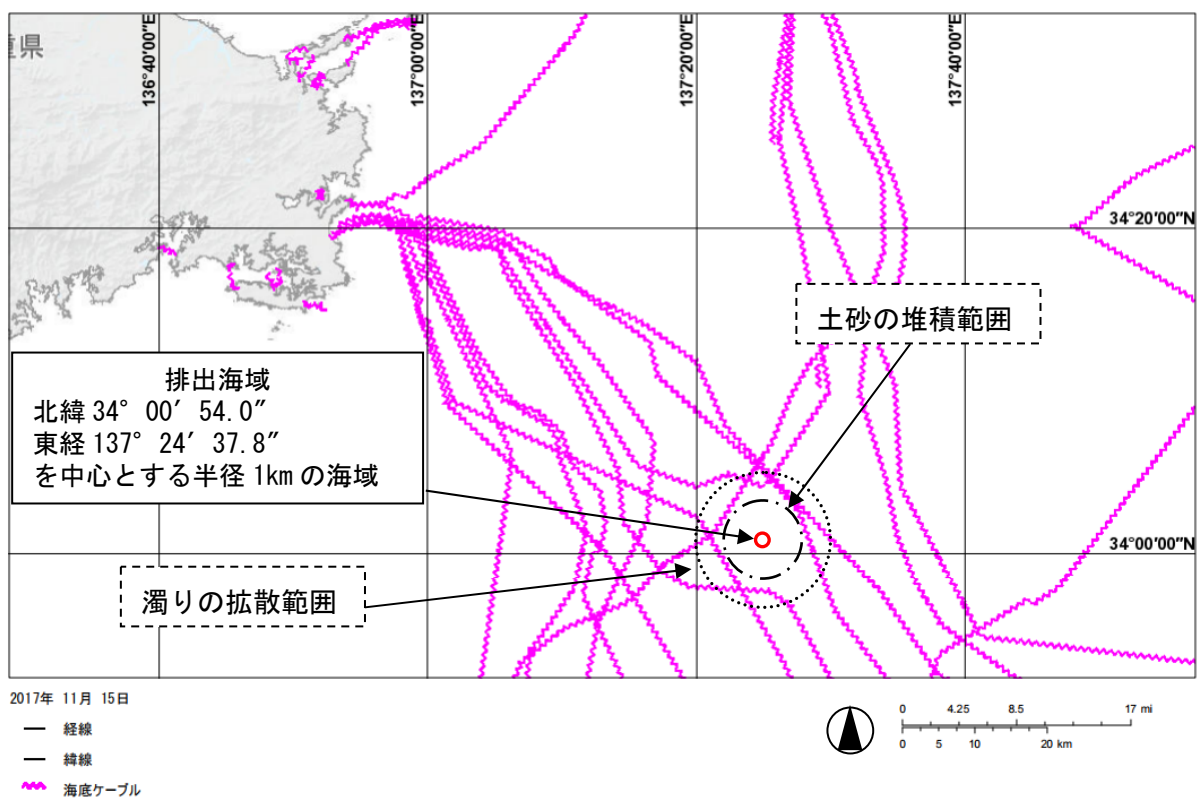 重県
136°40′00″E
137°00′00″E
137°20′00″E
137°40′00″E
34°20′00″N
土砂の堆積範囲
排出海域
北緯 34° 00′ 54.0″
東経 137° 24′ 37.8″
を中心とする半径 1km の海域
34°00′00″N
濁りの拡散範囲
2017年 11月 15日
経線
緯線
海底ケーブル
0 4.25 8.5 17 mi
0 5 10 20 km